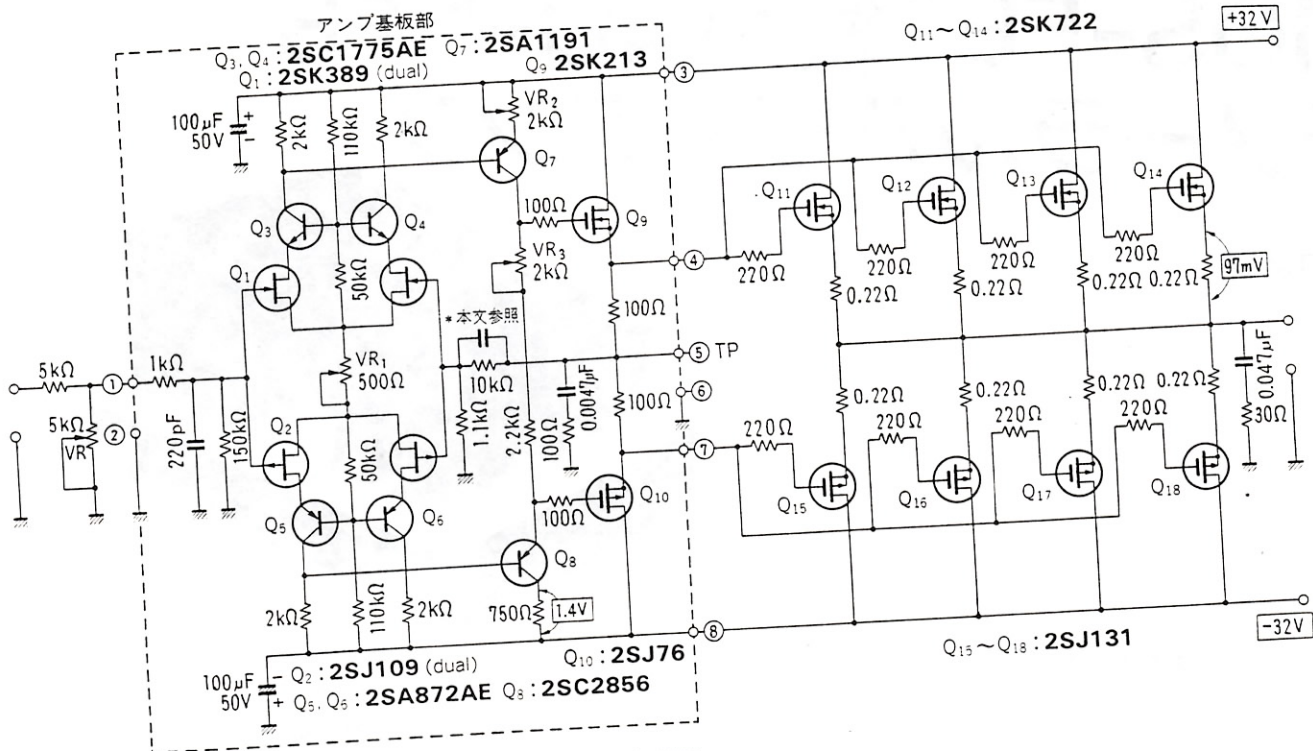 アンプ基板部
Q3, Q4 : 2SC1775AE Q7 : 2SA1191
Q1 : 2SK389 (dual) Q9 2SK213
Q11～Q14 : 2SK722
+32V
③
100μF
50V
+
-
2kΩ
110kΩ
2kΩ
VR2
2kΩ
Q7
Q3
Q4
100Ω
Q9
Q11
Q12
Q13
Q14
VR3
2kΩ
④
220Ω
220Ω
220Ω
220Ω
97mV
Q1
50kΩ
100Ω
0.22Ω
0.22Ω
0.22Ω
0.22Ω
*本文参照
5kΩ
①
1kΩ
VR1
500Ω
10kΩ
⑤ TP
⑥
0.047μF
30Ω
5kΩ
VR
②
220pF
150kΩ
Q2
50kΩ
1.1kΩ
2.2kΩ
100Ω
0.0047μF
100Ω
⑦
0.22Ω
0.22Ω
0.22Ω
0.22Ω
220Ω
220Ω
220Ω
220Ω
Q5
Q6
100Ω
Q10
Q15
Q16
Q17
Q18
Q8
2kΩ
110kΩ
2kΩ
750Ω
1.4V
⑧
-32V
100μF
50V
-
+
Q2 : 2SJ109 (dual) Q10 : 2SJ76
Q5, Q6 : 2SA872AE Q8 : 2SC2856
Q15～Q18 : 2SJ131